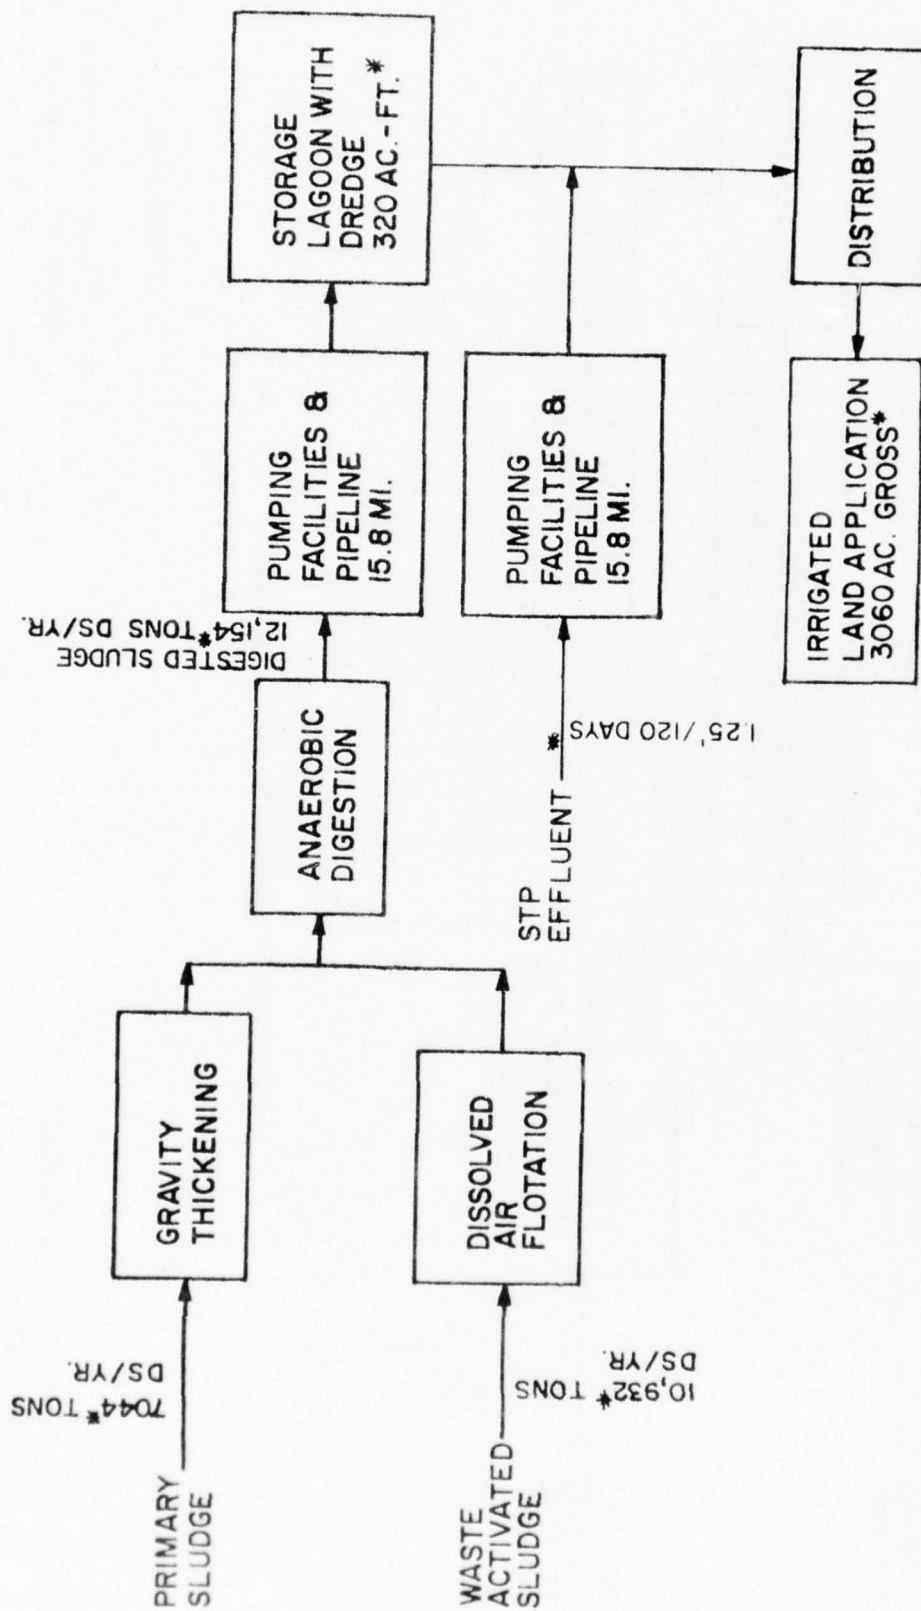 PRIMARY
SLUDGE
7044* TONS
DS/YR.
GRAVITY
THICKENING
WASTE
ACTIVATED
SLUDGE
10,932* TONS
DS/YR.
DISSOLVED
AIR
FLOTATION
ANAEROBIC
DIGESTION
DIGESTED SLUDGE
12,154* TONS DS/YR.
PUMPING
FACILITIES &
PIPELINE
15.8 MI.
STORAGE
LAGOON WITH
DREDGE
320 AC.-FT.*
STP
EFFLUENT
1.25'/120 DAYS
*
PUMPING
FACILITIES &
PIPELINE
15.8 MI.
DISTRIBUTION
IRRIGATED
LAND APPLICATION
3060 AC. GROSS*